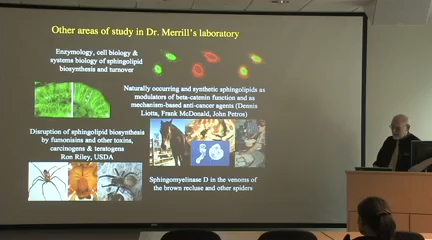 Other areas of study in Dr. Merrill's laboratory
Enzymology, cell biology &
systems biology of sphingolipid
biosynthesis and turnover
Naturally occurring and synthetic sphingolipids as
modulators of beta-catenin function and as
mechanism-based anti-cancer agents (Dennis
Liotta, Frank McDonald, John Petros)
Disruption of sphingolipid biosynthesis
by fumonisins and other toxins,
carcinogens & teratogens
Ron Riley, USDA
Sphingomyelinase D in the venoms of
the brown recluse and other spiders